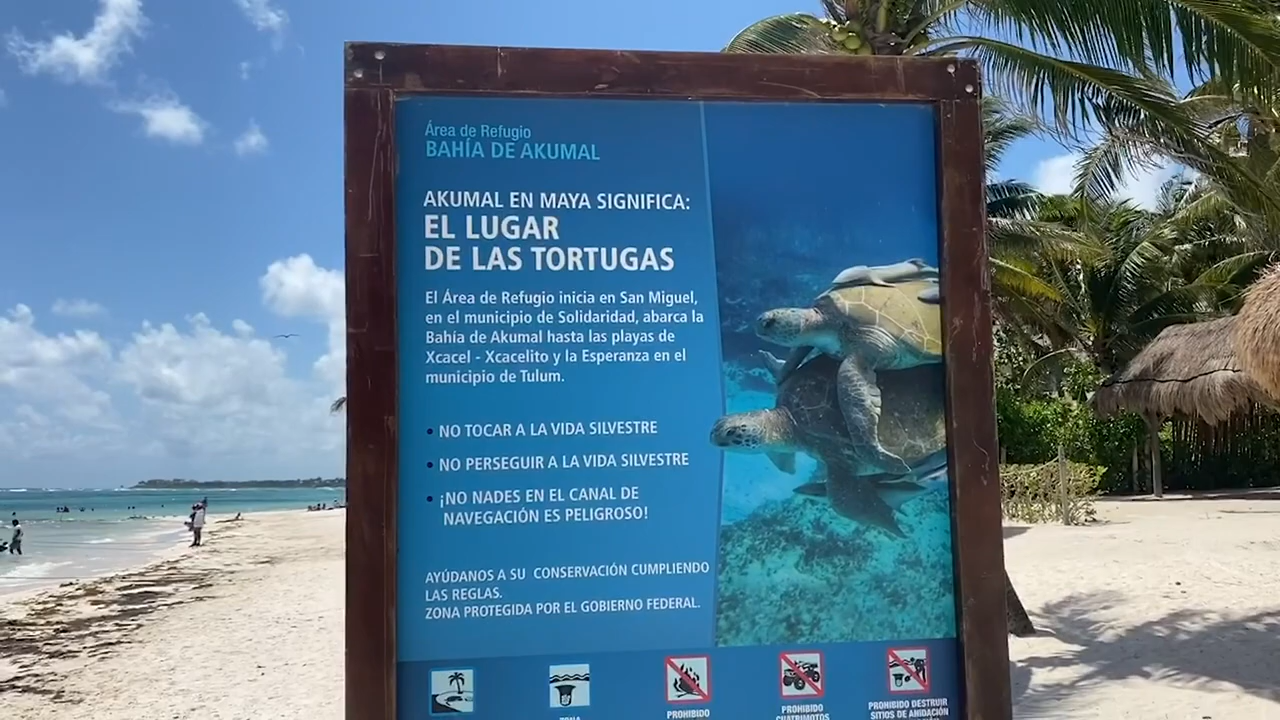 Área de Refugio
BAHÍA DE AKUMAL
AKUMAL EN MAYA SIGNIFICA:
EL LUGAR
DE LAS TORTUGAS
El Área de Refugio inicia en San Miguel,
en el municipio de Solidaridad, abarca la
Bahía de Akumal hasta las playas de
Xcacel - Xcacelito y la Esperanza en el
municipio de Tulum.
• NO TOCAR A LA VIDA SILVESTRE
• NO PERSEGUIR A LA VIDA SILVESTRE
• ¡NO NADES EN EL CANAL DE
NAVEGACIÓN ES PELIGROSO!
AYÚDANOS A SU CONSERVACIÓN CUMPLIENDO
LAS REGLAS.
ZONA PROTEGIDA POR EL GOBIERNO FEDERAL.
ZONA
PROHIBIDO
PROHIBIDO
CUATRIMOTOS
PROHIBIDO DESTRUIR
SITIOS DE ANIDACIÓN